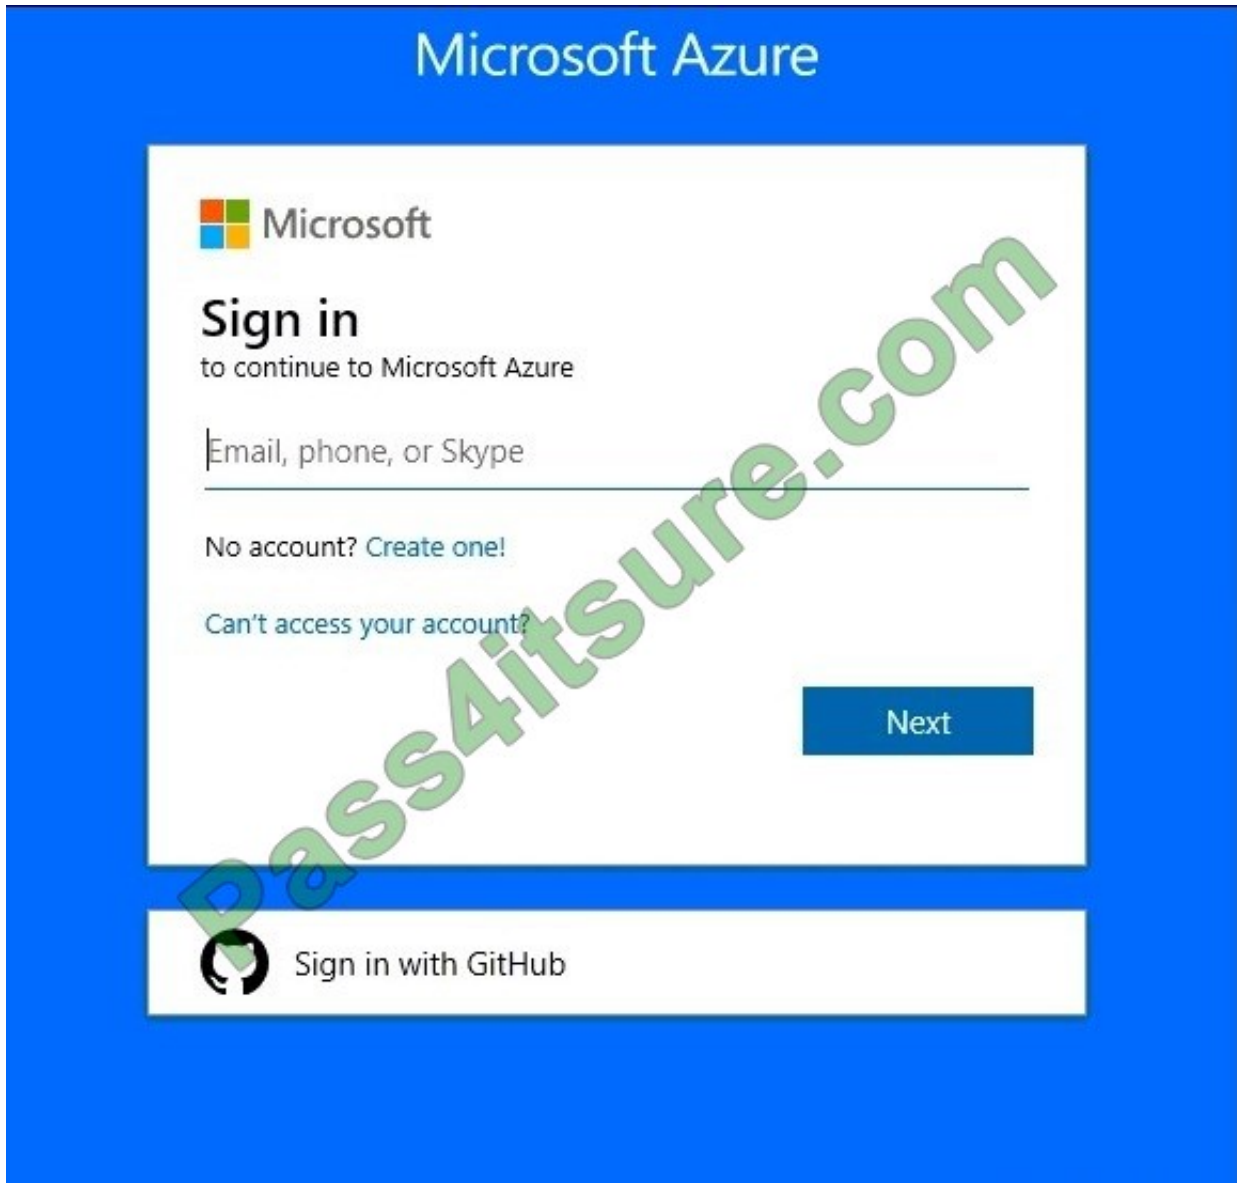 Microsoft Azure
Microsoft
Sign in
to continue to Microsoft Azure
Email, phone, or Skype
No account? Create one!
Can't access your account?
Next
Pass4itsure.com
Sign in with GitHub